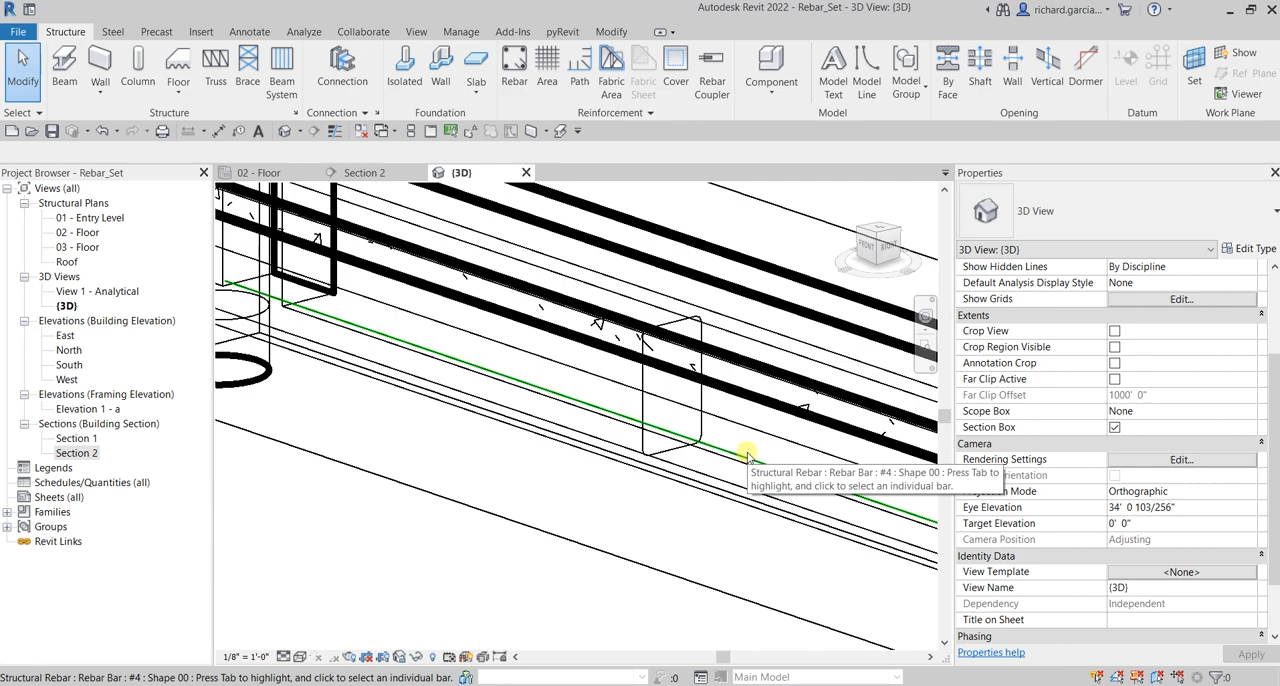 Autodesk Revit 2022 - Rebar_Set - 3D View: {3D}
richard.garcia...
File Structure Steel Precast Architecture Insert Annotate Analyze Collaborate View Manage Add-Ins pyRevit Modify
Modify Beam Wall Column Floor Truss Brace Beam System Connection Isolated Wall Slab Rebar Area Path Fabric Area Fabric Sheet Cover Rebar Coupler Component Model Text Model Line Model Group By Face Shaft Wall Vertical Dormer Level Grid Set Show Ref Plane Viewer
Select Structure Connection Foundation Reinforcement Model Opening Datum Work Plane
Project Browser - Rebar_Set
02 - Floor
Section 2
{3D}
Properties
Views (all)
Structural Plans
01 - Entry Level
02 - Floor
03 - Floor
Roof
3D Views
View 1 - Analytical
{3D}
Elevations (Building Elevation)
East
North
South
West
Elevations (Framing Elevation)
Elevation 1 - a
Sections (Building Section)
Section 1
Section 2
Legends
Schedules/Quantities (all)
Sheets (all)
Families
Groups
Revit Links
FRONT RIGHT
Structural Rebar : Rebar Bar : #4 : Shape 00 : Press Tab to
highlight, and click to select an individual bar.
3D View
3D View: {3D} Edit Type
Show Hidden Lines By Discipline
Default Analysis Display Style None
Show Grids Edit...
Extents
Crop View
Crop Region Visible
Annotation Crop
Far Clip Active
Far Clip Offset 1000' 0"
Scope Box None
Section Box
Camera
Rendering Settings Edit...
Projection Mode Orthographic
Eye Elevation 34' 0 103/256"
Target Elevation 0' 0"
Camera Position Adjusting
Identity Data
View Template <None>
View Name {3D}
Dependency Independent
Title on Sheet
Phasing
Properties help Apply
1/8" = 1'-0"
Structural Rebar : Rebar Bar : #4 : Shape 00 : Press Tab to highlight, and click to select an individual bar.
:0
Main Model
:0